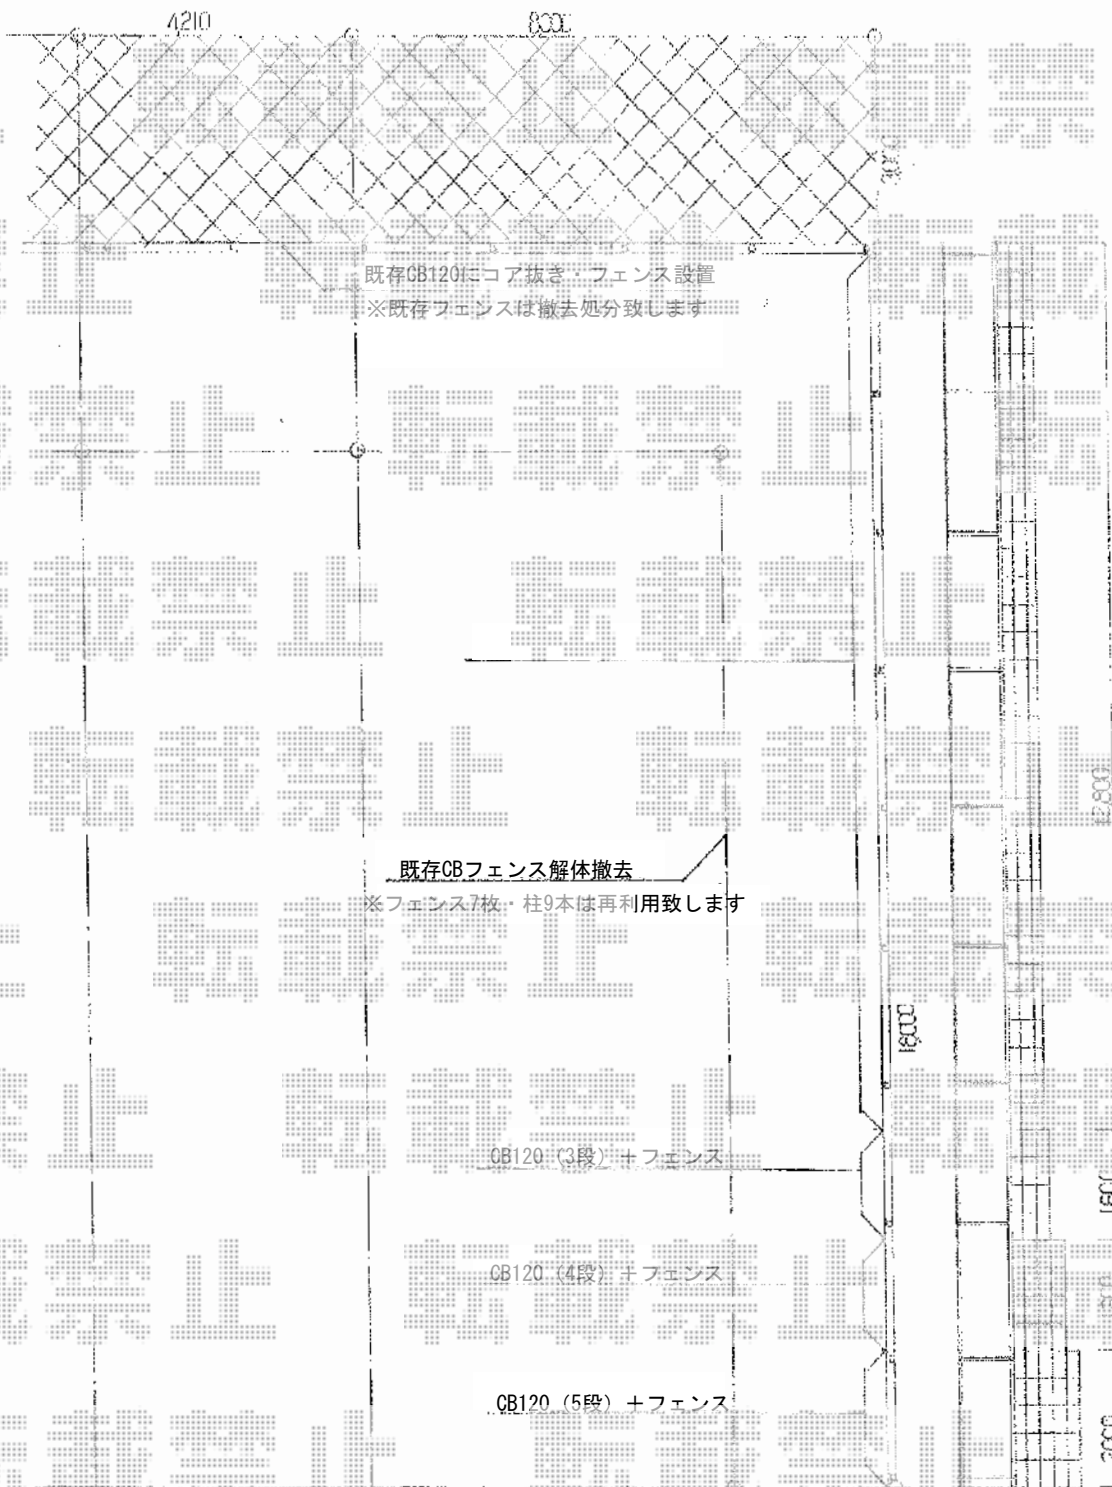 4210
既存CB120にコア抜き・フェンス設置
※既存フェンスは撤去処分致します
既存CBフェンス解体撤去
※フェンス7枚・柱9本は再利用致します
CB120（3段）＋フェンス
CB120（4段）＋フェンス
CB120（5段）＋フェンス
転載禁止